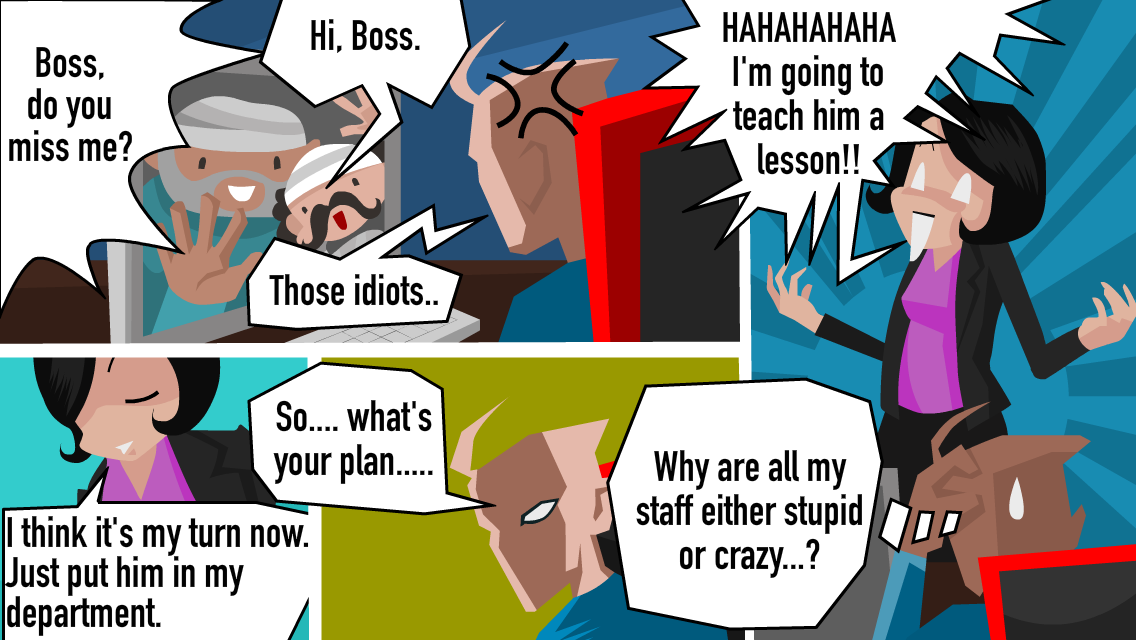 Boss,
do you
miss me?
Hi, Boss.
Those idiots..
So.... what's
your plan.....
I think it's my turn now.
Just put him in my
department.
HAHAHAHAHA
I'm going to
teach him a
lesson!!
Why are all my
staff either stupid
or crazy...?